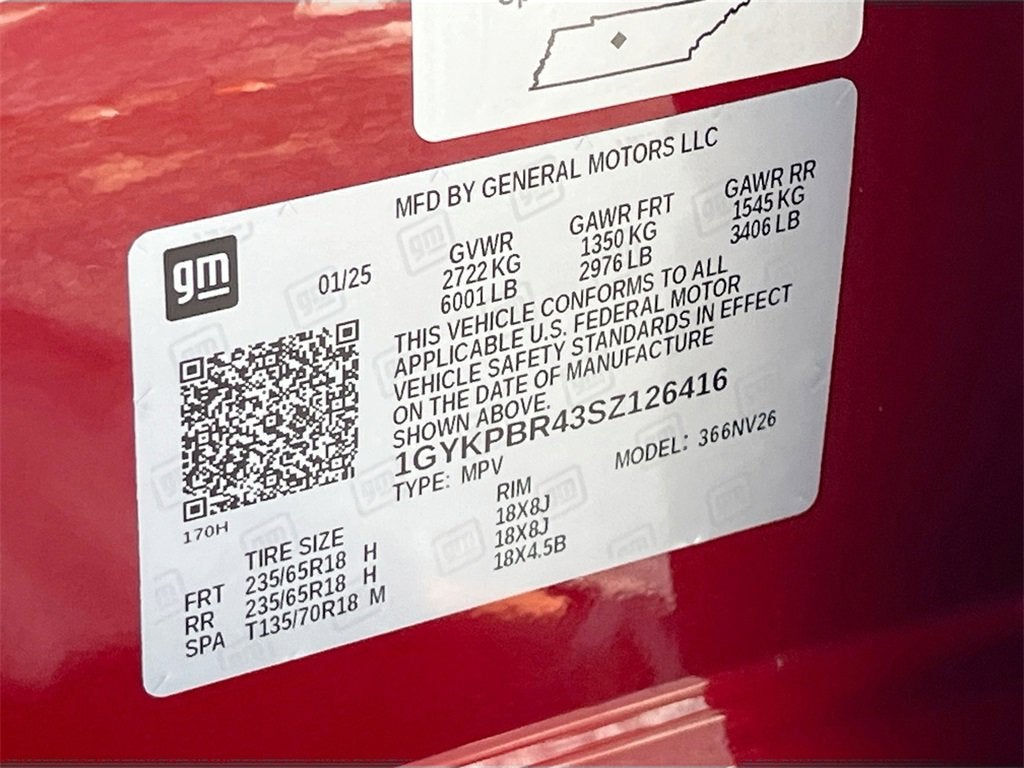 MFD BY GENERAL MOTORS LLC
gm
01/25
GVWR GAWR FRT GAWR RR
2722 KG 1350 KG 1545 KG
6001 LB 2976 LB 3406 LB
THIS VEHICLE CONFORMS TO ALL
APPLICABLE U.S. FEDERAL MOTOR
VEHICLE SAFETY STANDARDS IN EFFECT
ON THE DATE OF MANUFACTURE
SHOWN ABOVE.
1GYKPBR43SZ126416
TYPE: MPV MODEL: 366NV26
170H
TIRE SIZE RIM
FRT 235/65R18 H 18X8J
RR 235/65R18 H 18X8J
SPA T135/70R18 M 18X4.5B